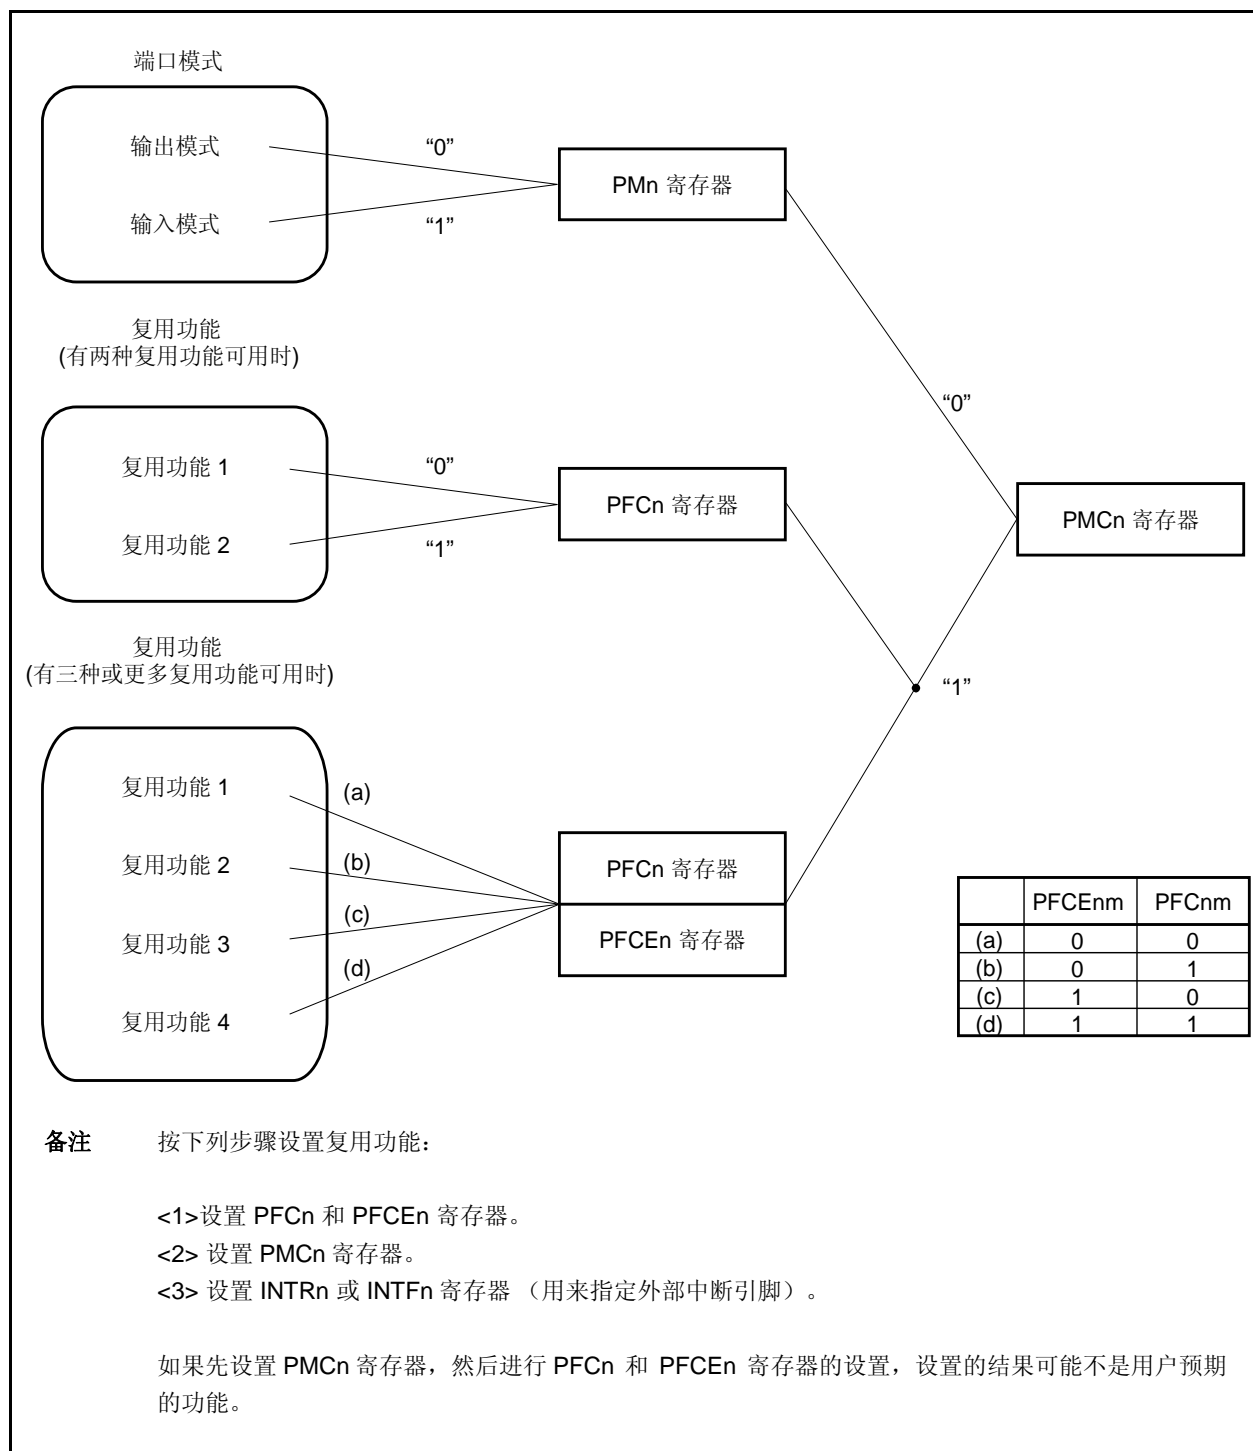 端口模式
输出模式
“0”
PMn 寄存器
输入模式
“1”
复用功能
(有两种复用功能可用时)
“0”
复用功能 1
“0”
PFCn 寄存器
PMCn 寄存器
复用功能 2
“1”
复用功能
(有三种或更多复用功能可用时)
“1”
复用功能 1
(a)
复用功能 2
(b)
PFCn 寄存器
复用功能 3
(c)
PFCEn 寄存器
(d)
复用功能 4
PFCEnm PFCnm
(a) 0 0
(b) 0 1
(c) 1 0
(d) 1 1
备注 按下列步骤设置复用功能：
<1>设置 PFCn 和 PFCEn 寄存器。
<2> 设置 PMCn 寄存器。
<3> 设置 INTRn 或 INTFn 寄存器 （用来指定外部中断引脚）。
如果先设置 PMCn 寄存器，然后进行 PFCn 和 PFCEn 寄存器的设置，设置的结果可能不是用户预期
的功能。